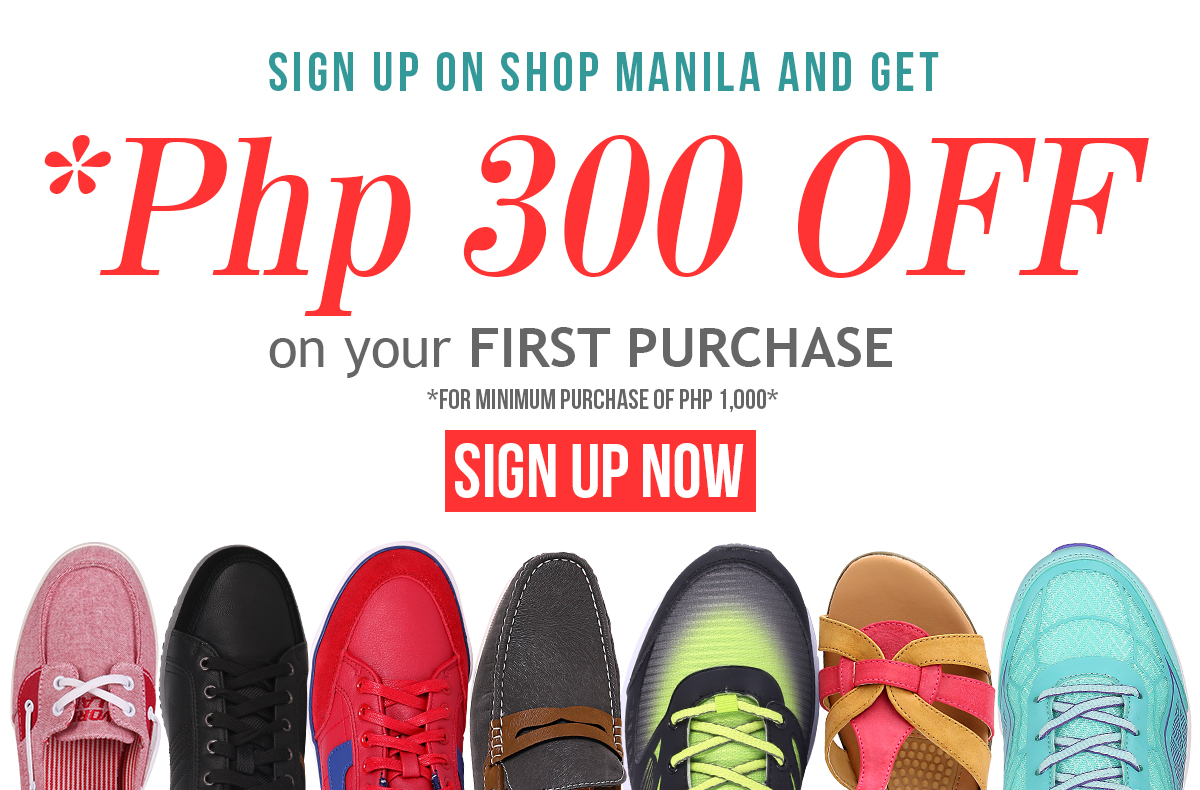 SIGN UP ON SHOP MANILA AND GET
*Php 300 OFF
on your FIRST PURCHASE
*FOR MINIMUM PURCHASE OF PHP 1,000*
SIGN UP NOW